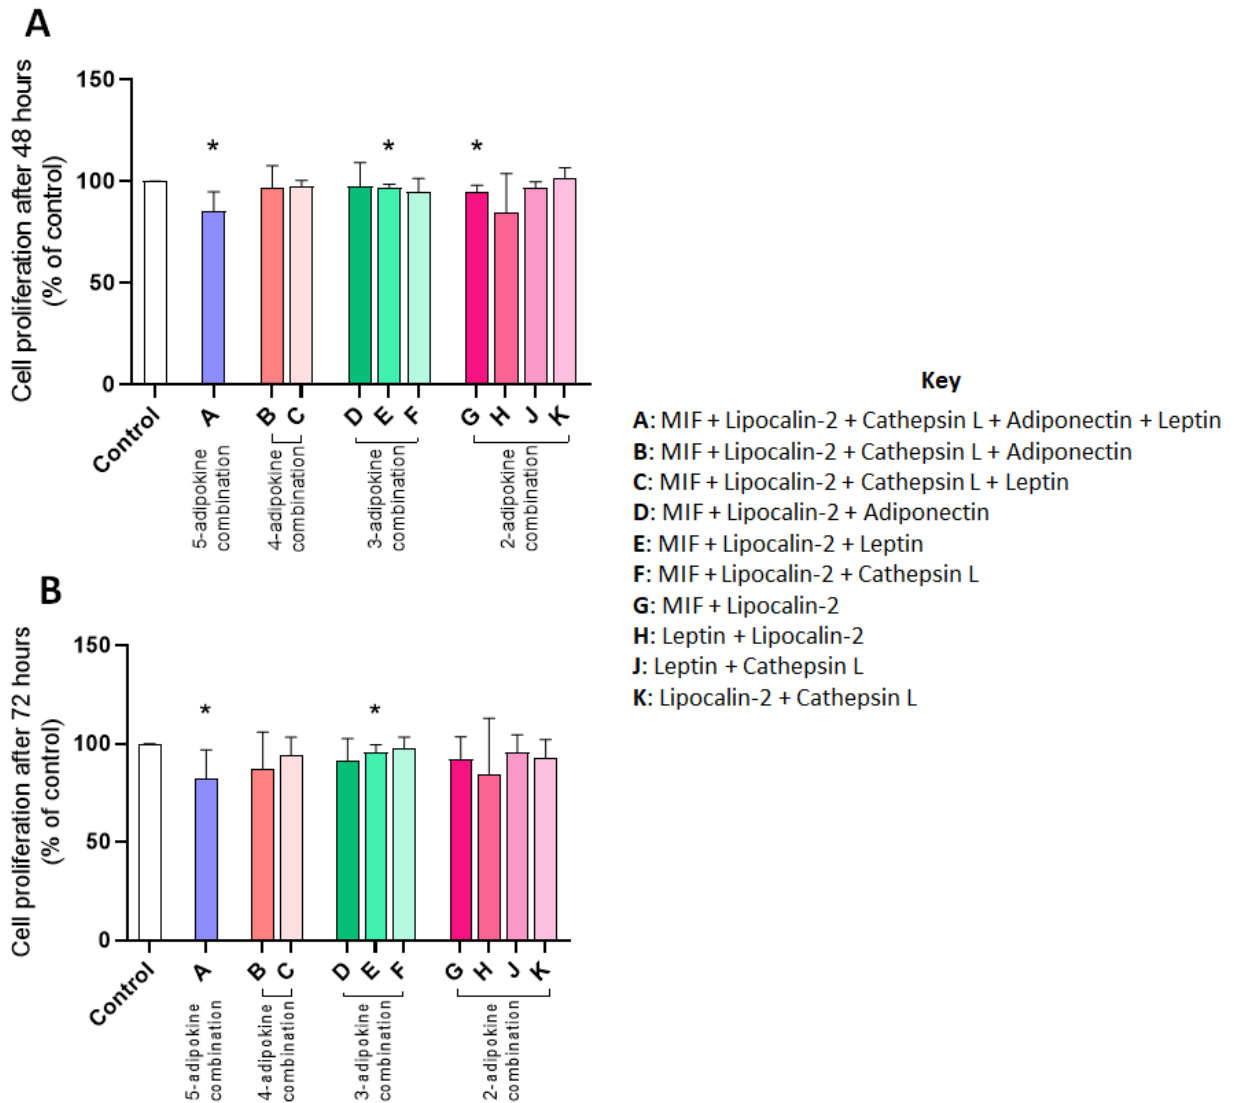 A
Cell proliferation after 48 hours
(% of control)
150
100
50
0
*
*
*
Control
A
B
C
D
E
F
G
H
J
K
5-adipokine
combination
4-adipokine
combination
3-adipokine
combination
2-adipokine
combination
B
Cell proliferation after 72 hours
(% of control)
150
100
50
0
*
*
Control
A
B
C
D
E
F
G
H
J
K
5-adipokine
combination
4-adipokine
combination
3-adipokine
combination
2-adipokine
combination
Key
A: MIF + Lipocalin-2 + Cathepsin L + Adiponectin + Leptin
B: MIF + Lipocalin-2 + Cathepsin L + Adiponectin
C: MIF + Lipocalin-2 + Cathepsin L + Leptin
D: MIF + Lipocalin-2 + Adiponectin
E: MIF + Lipocalin-2 + Leptin
F: MIF + Lipocalin-2 + Cathepsin L
G: MIF + Lipocalin-2
H: Leptin + Lipocalin-2
J: Leptin + Cathepsin L
K: Lipocalin-2 + Cathepsin L